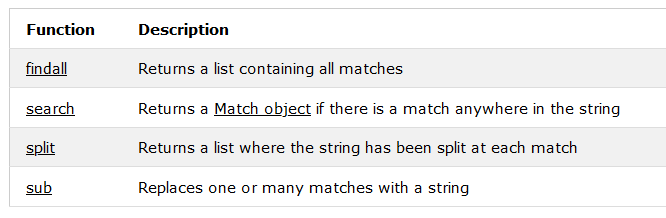 Function Description
findall Returns a list containing all matches
search Returns a Match object if there is a match anywhere in the string
split Returns a list where the string has been split at each match
sub Replaces one or many matches with a string